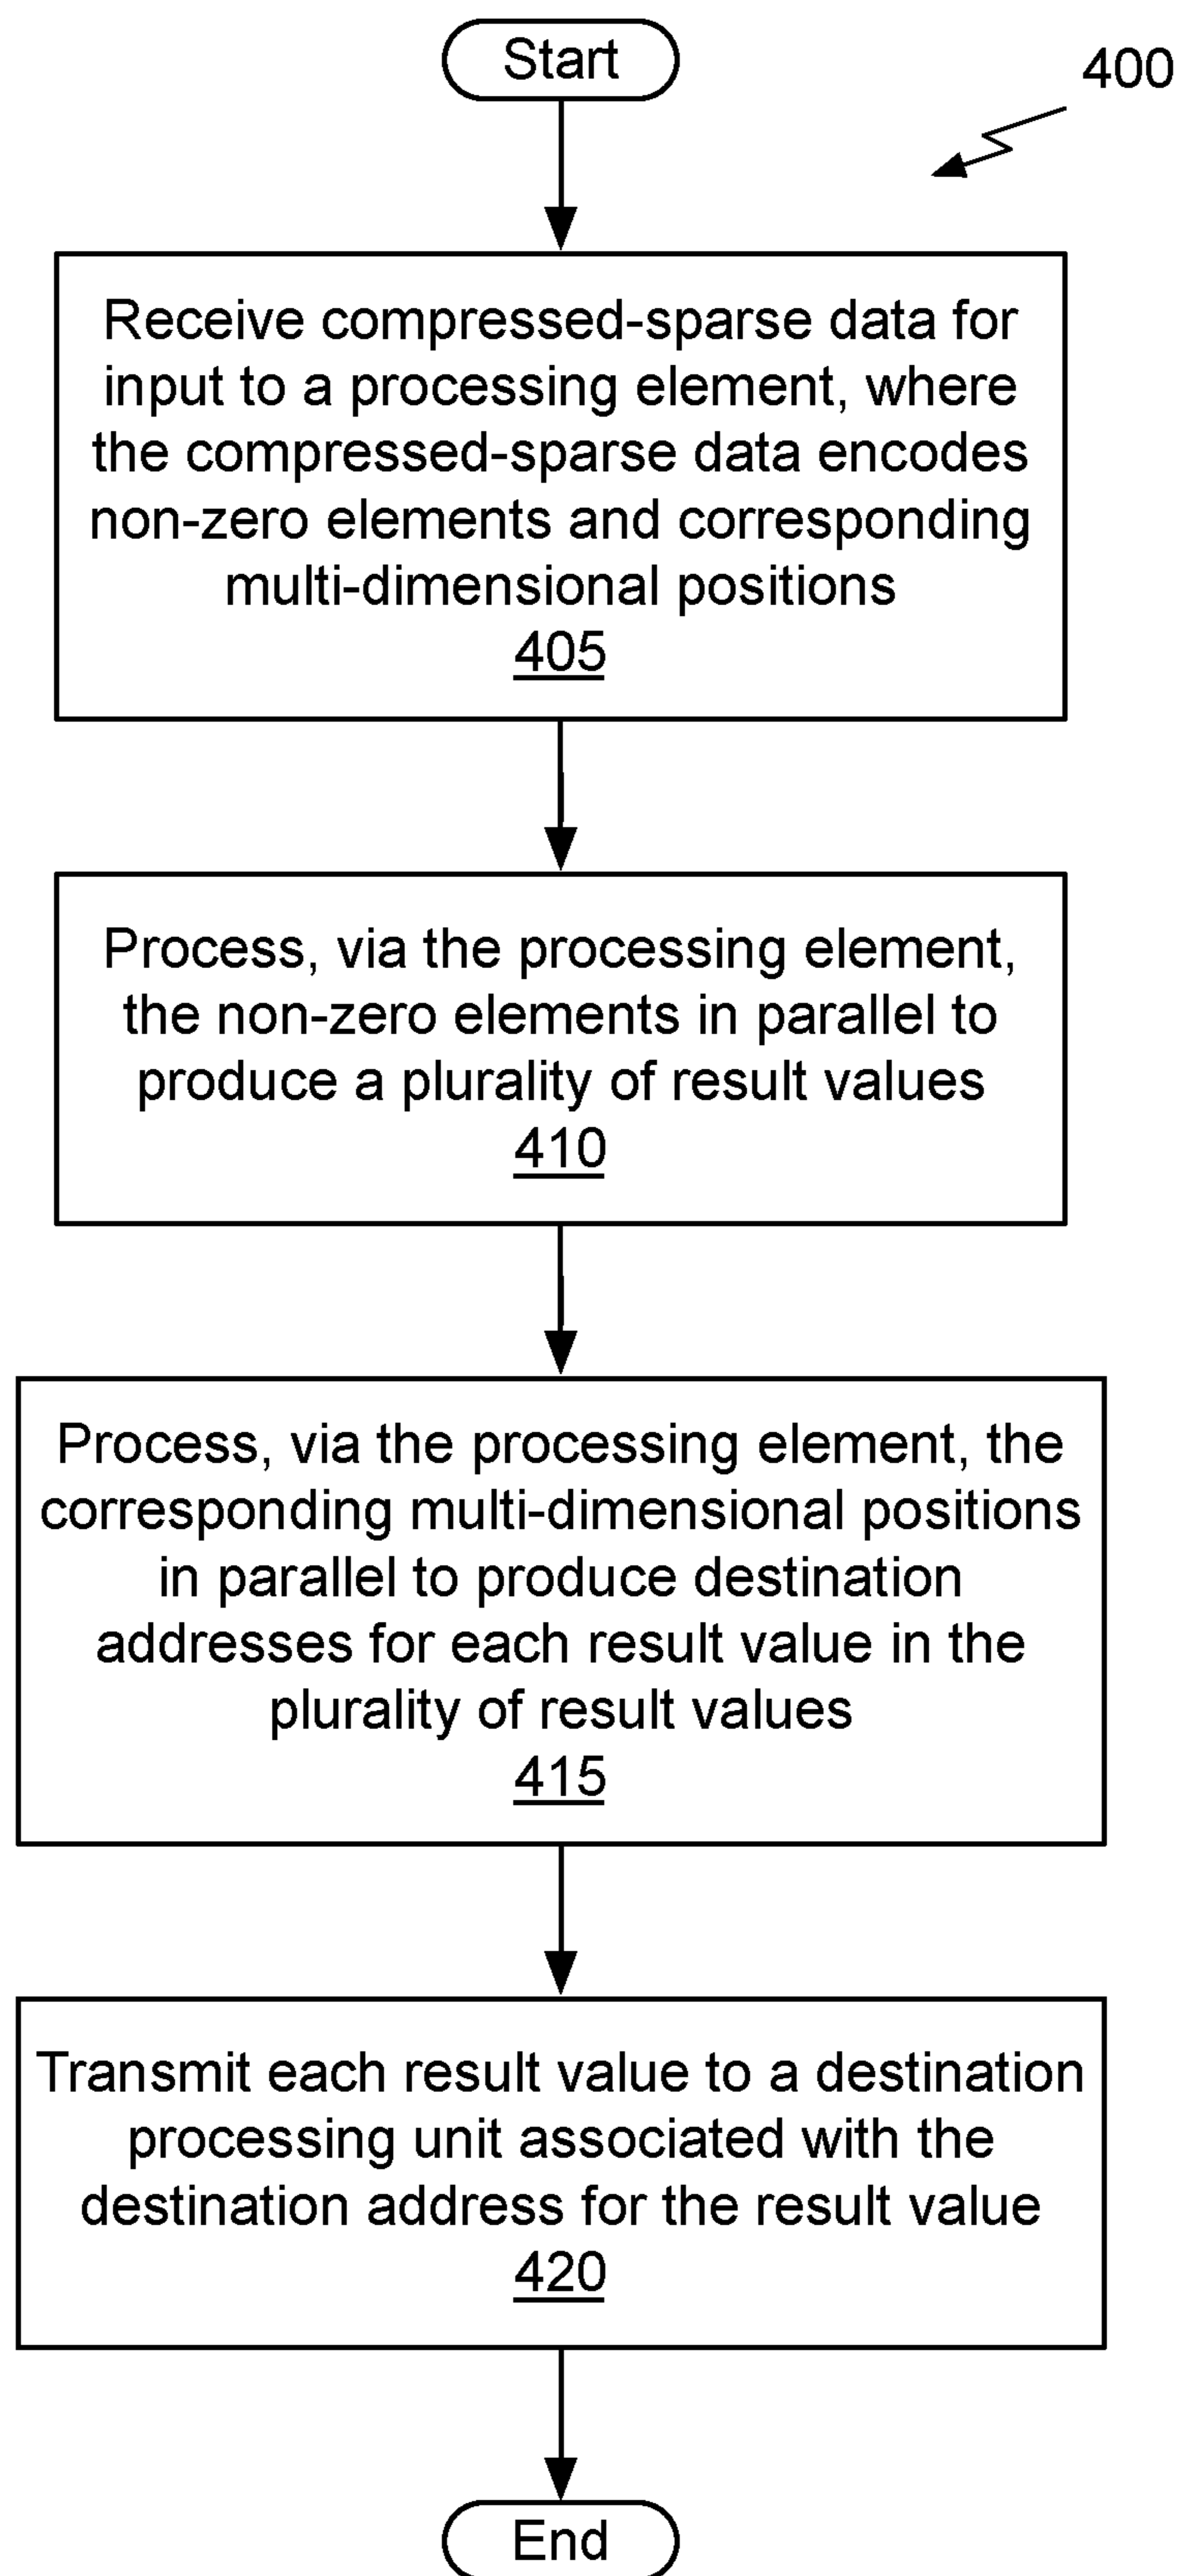 Start
400
Receive compressed-sparse data for
input to a processing element, where
the compressed-sparse data encodes
non-zero elements and corresponding
multi-dimensional positions
405
Process, via the processing element,
the non-zero elements in parallel to
produce a plurality of result values
410
Process, via the processing element, the
corresponding multi-dimensional positions
in parallel to produce destination
addresses for each result value in the
plurality of result values
415
Transmit each result value to a destination
processing unit associated with the
destination address for the result value
420
End